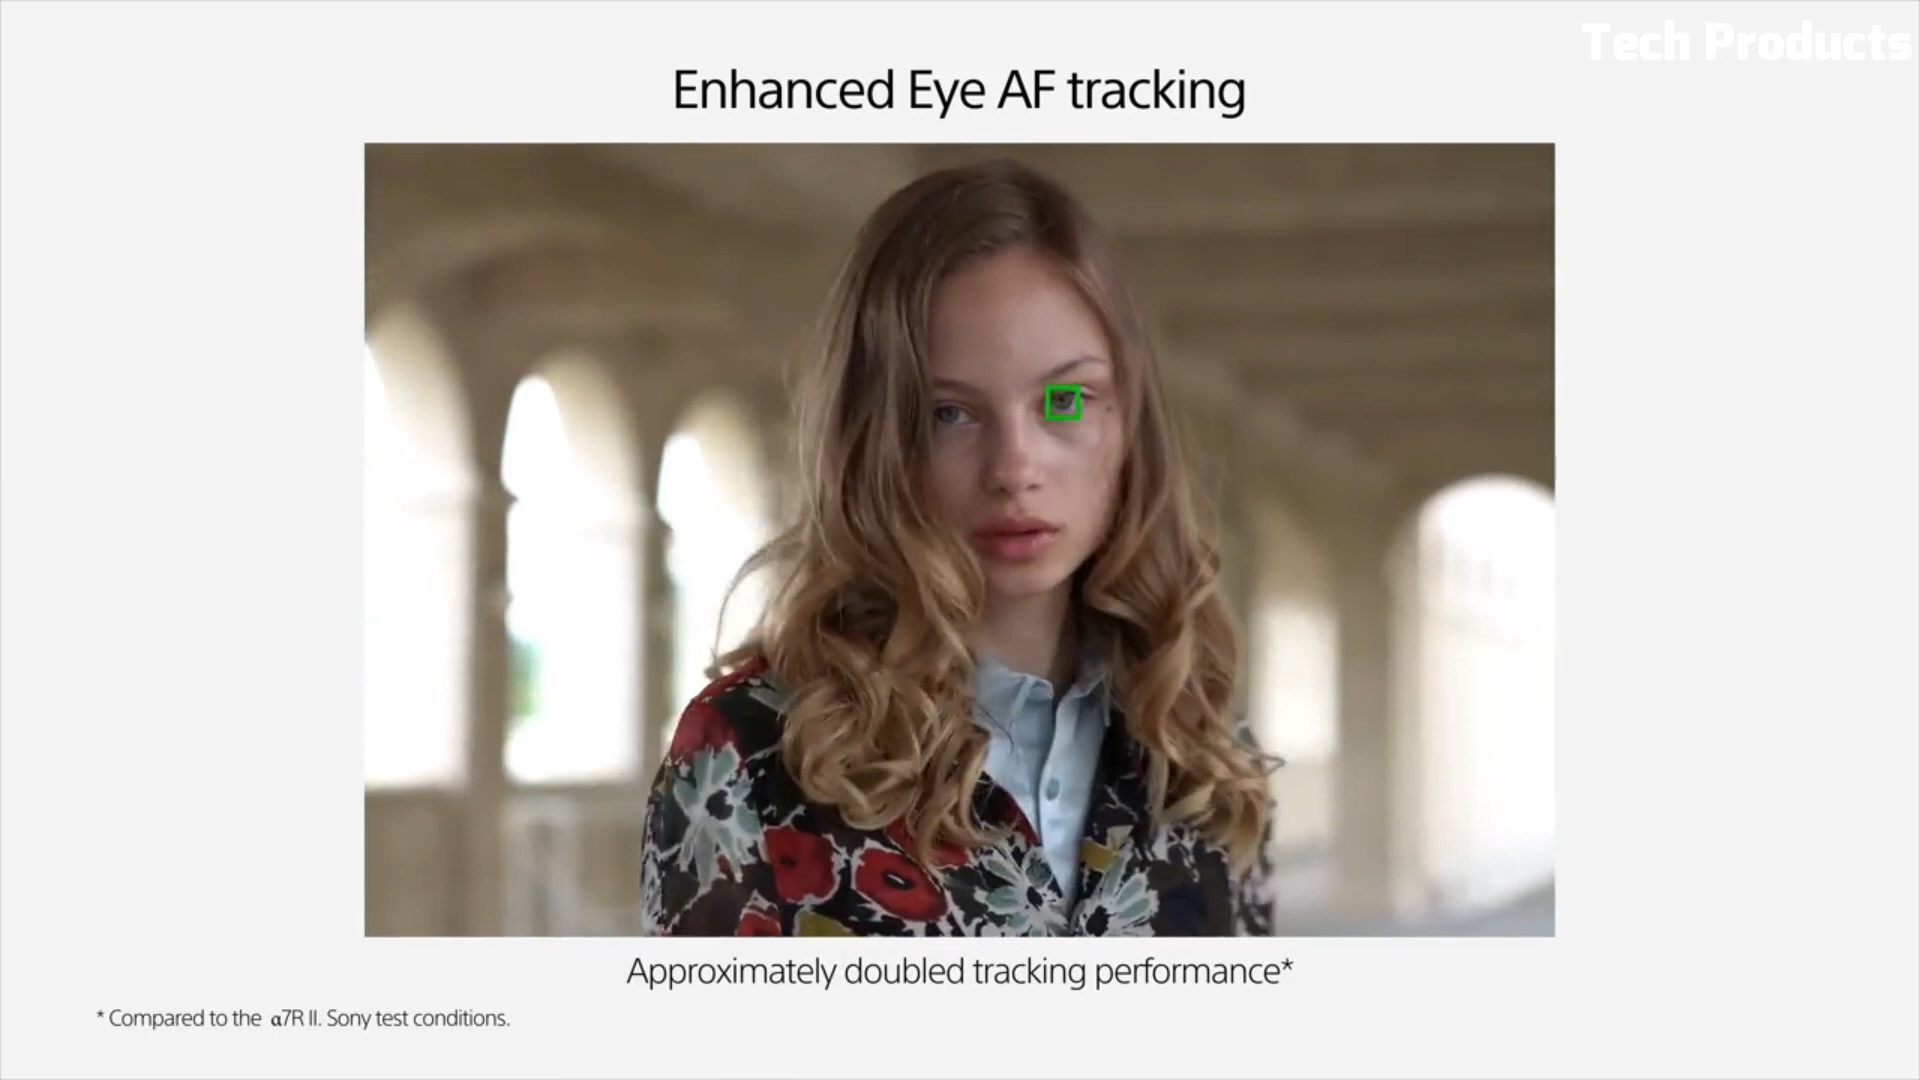 Tech Products
Enhanced Eye AF tracking
Approximately doubled tracking performance*
* Compared to the α7R II. Sony test conditions.